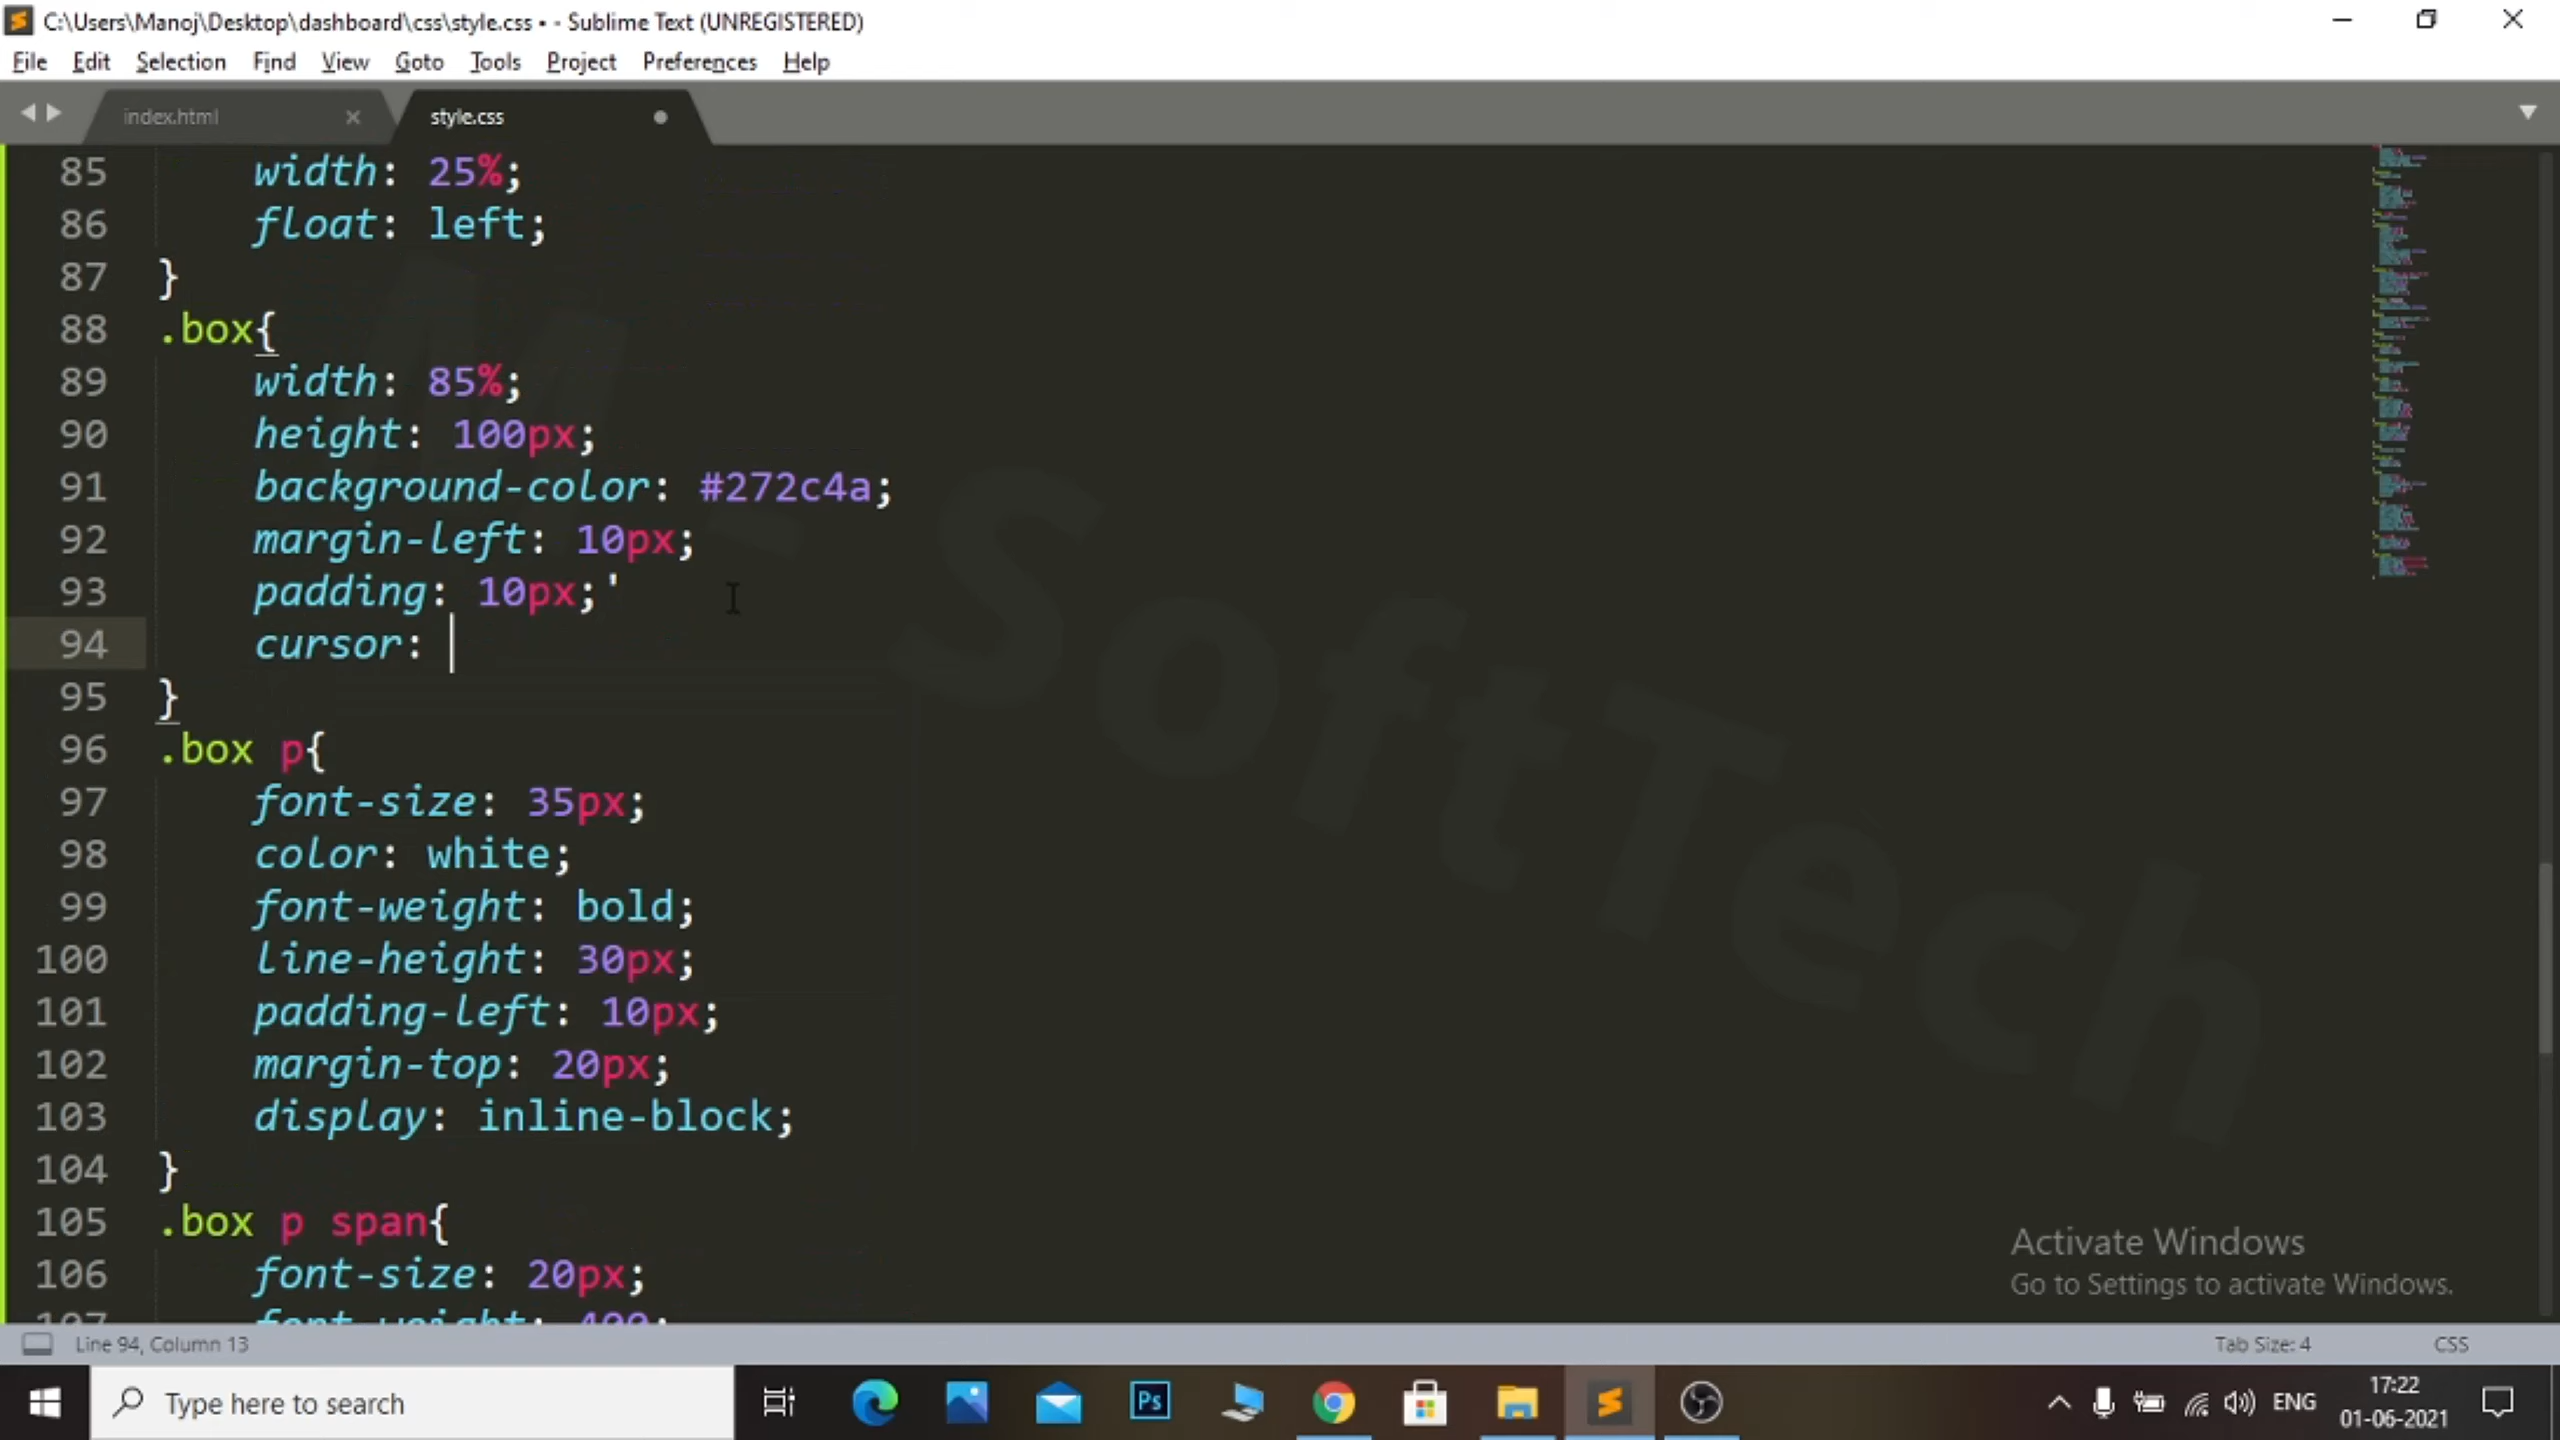 C:\Users\Manoj\Desktop\dashboard\css\style.css • - Sublime Text (UNREGISTERED)
File Edit Selection Find View Goto Tools Project Preferences Help
index.html style.css
85 width: 25%;
86 float: left;
87 }
88 .box{
89 width: 85%;
90 height: 100px;
91 background-color: #272c4a;
92 margin-left: 10px;
93 padding: 10px;'
94 cursor:
95 }
96 .box p{
97 font-size: 35px;
98 color: white;
99 font-weight: bold;
100 line-height: 30px;
101 padding-left: 10px;
102 margin-top: 20px;
103 display: inline-block;
104 }
105 .box p span{
106 font-size: 20px;
107 font-weight: 400;
M - SoftTech
Activate Windows
Go to Settings to activate Windows.
Line 94, Column 13 Tab Size: 4 CSS
Type here to search Ps ENG 17:22
01-06-2021